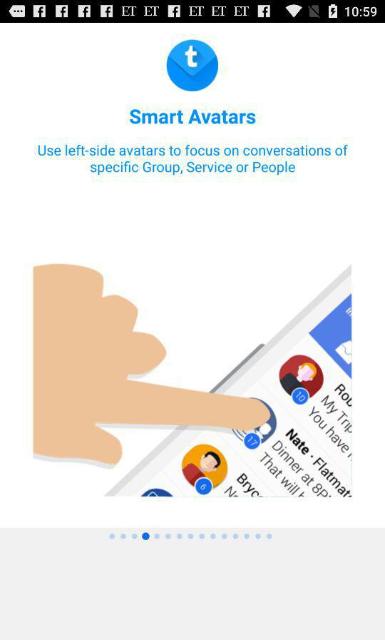 ET ET ET ET ET 10:59
t
Smart Avatars
Use left-side avatars to focus on conversations of
specific Group, Service or People
10
Rob
My Trip
You have
17
Nate · Flatmat
Dinner at 8P
That will
6
Bryc